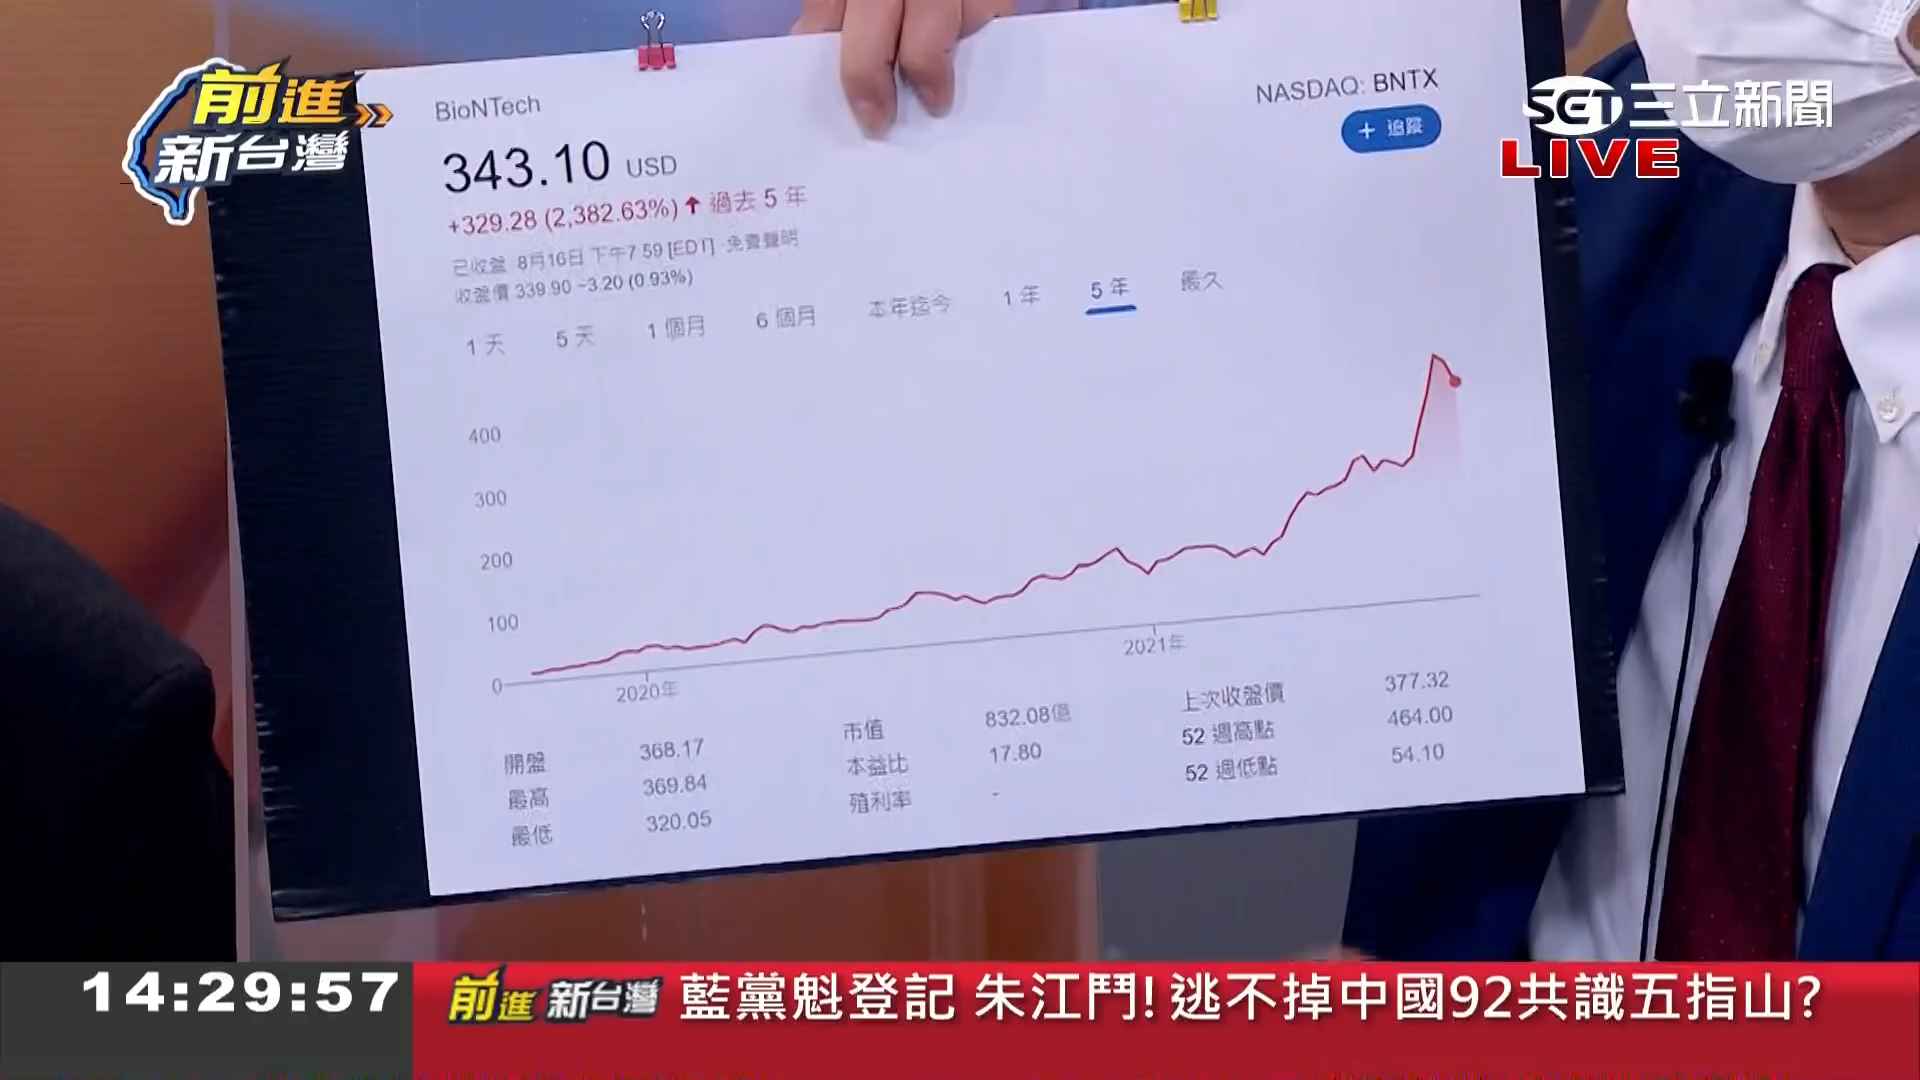 前進
新台灣
BioNTech
NASDAQ: BNTX
+ 追蹤
SET三立新聞
LIVE
343.10 USD
+329.28 (2,382.63%) 過去 5 年
已收盤 8月16日 下午7:59 [EDT]·免責聲明
收盤價 339.90 −3.20 (0.93%)
1 天 5 天 1 個月 6 個月 本年迄今 1 年 5 年 最久
400
300
200
100
0
2020年 2021年
開盤 368.17 市值 832.08億 上次收盤價 377.32
最高 369.84 本益比 17.80 52 週高點 464.00
最低 320.05 殖利率 - 52 週低點 54.10
14:29:57 前進新台灣 藍黨魁登記 朱江鬥! 逃不掉中國92共識五指山?